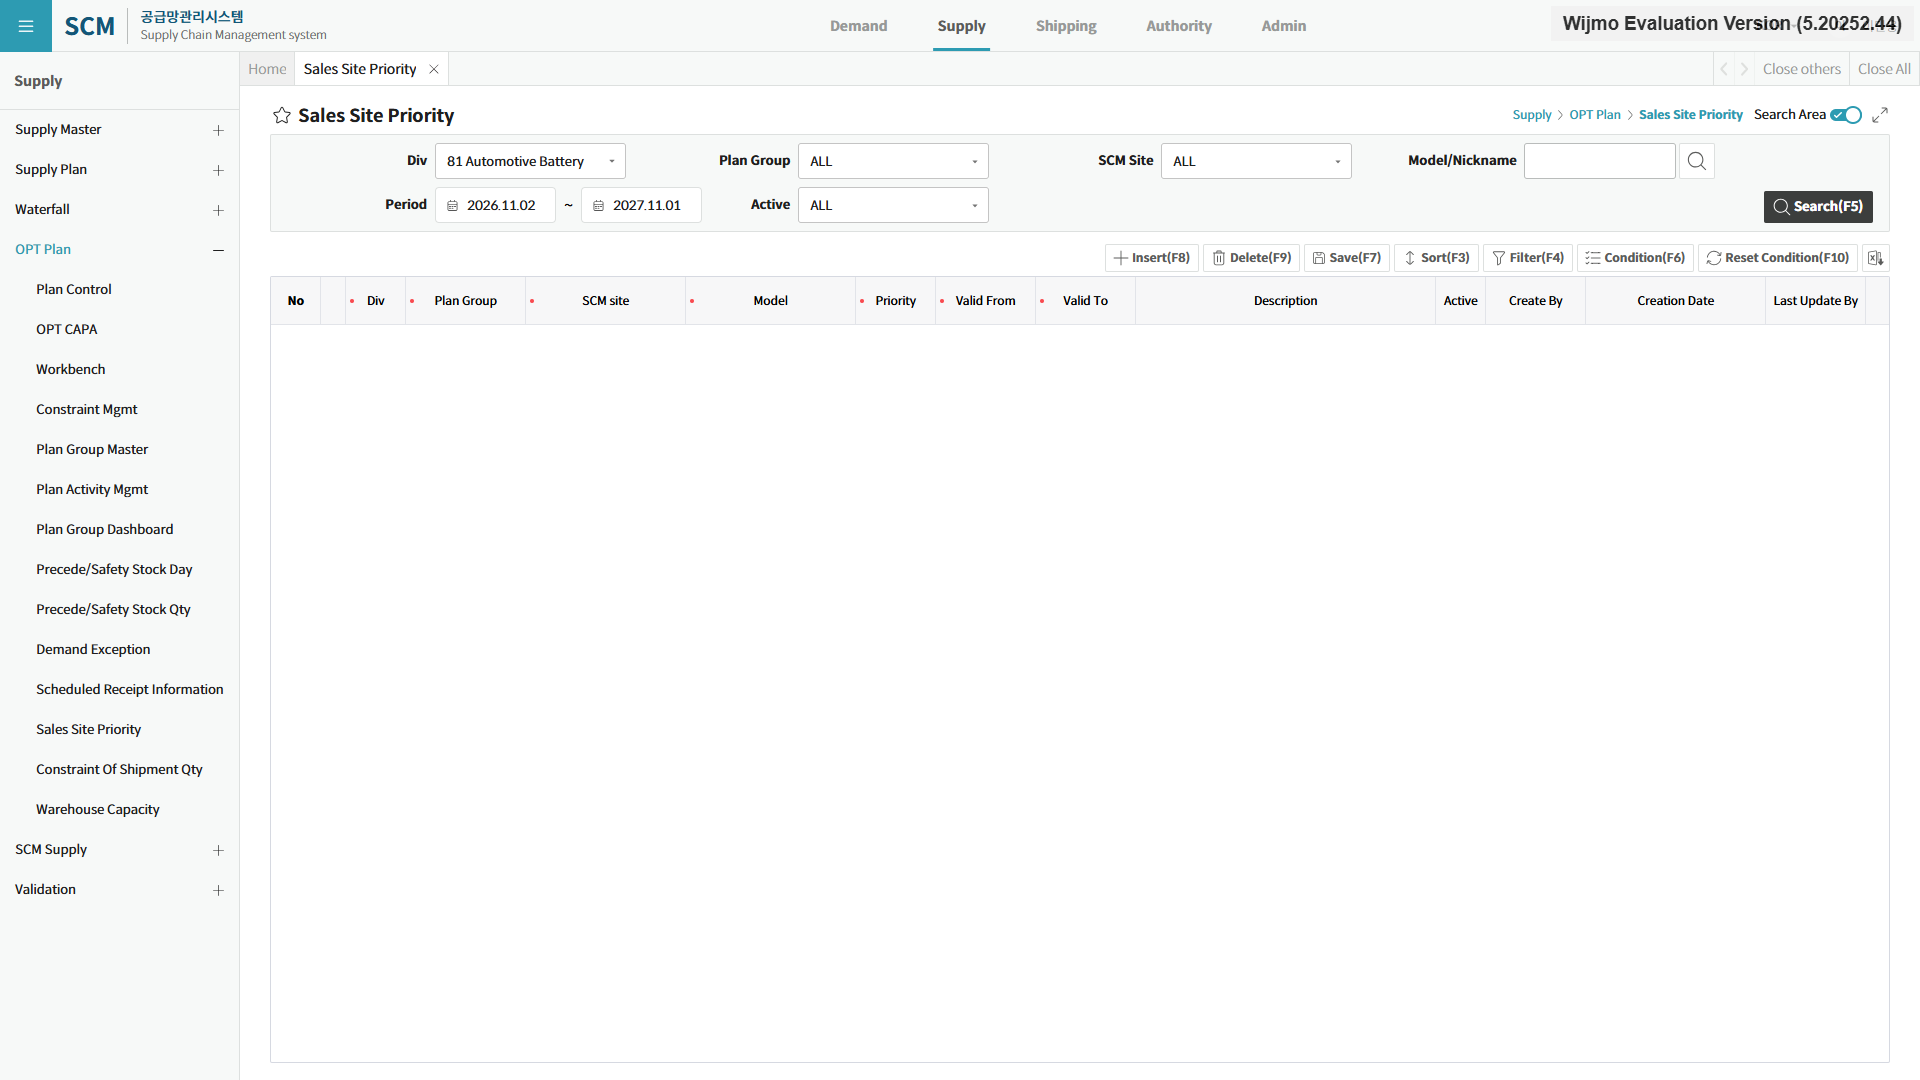 SCM
공급망관리시스템
Supply Chain Management system
Demand
Supply
Shipping
Authority
Admin
Wijmo Evaluation Version (5.20252.44)
Supply
Home
Sales Site Priority
Close others
Close All
Supply Master
Supply Plan
Waterfall
OPT Plan
Plan Control
OPT CAPA
Workbench
Constraint Mgmt
Plan Group Master
Plan Activity Mgmt
Plan Group Dashboard
Precede/Safety Stock Day
Precede/Safety Stock Qty
Demand Exception
Scheduled Receipt Information
Sales Site Priority
Constraint Of Shipment Qty
Warehouse Capacity
SCM Supply
Validation
Sales Site Priority
Supply > OPT Plan > Sales Site Priority
Search Area
Div 81 Automotive Battery
Plan Group ALL
SCM Site ALL
Model/Nickname
Period 2026.11.02 ~ 2027.11.01
Active ALL
Search(F5)
Insert(F8) Delete(F9) Save(F7) Sort(F3) Filter(F4) Condition(F6) Reset Condition(F10)
No Div Plan Group SCM site Model Priority Valid From Valid To Description Active Create By Creation Date Last Update By